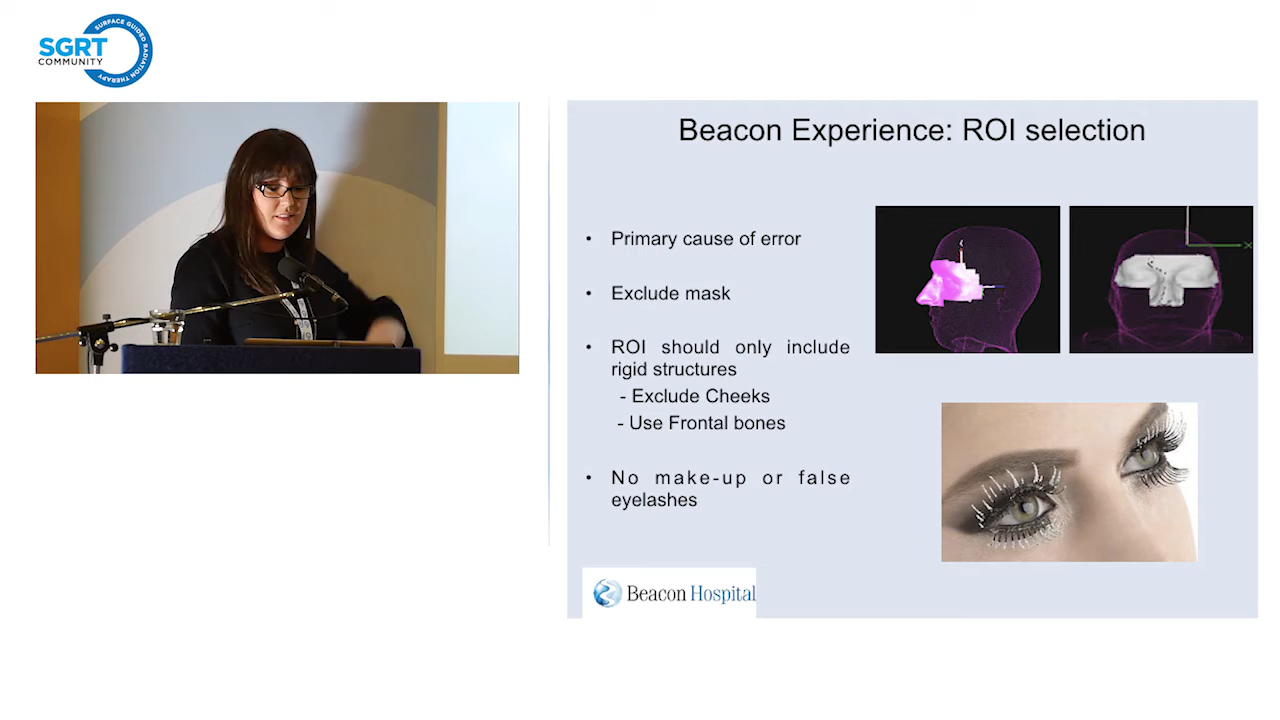 SURFACE GUIDED RADIATION THERAPY
SGRT
COMMUNITY
Beacon Experience: ROI selection
• Primary cause of error
• Exclude mask
• ROI should only include
rigid structures
- Exclude Cheeks
- Use Frontal bones
• No make-up or false
eyelashes
X
Beacon Hospital